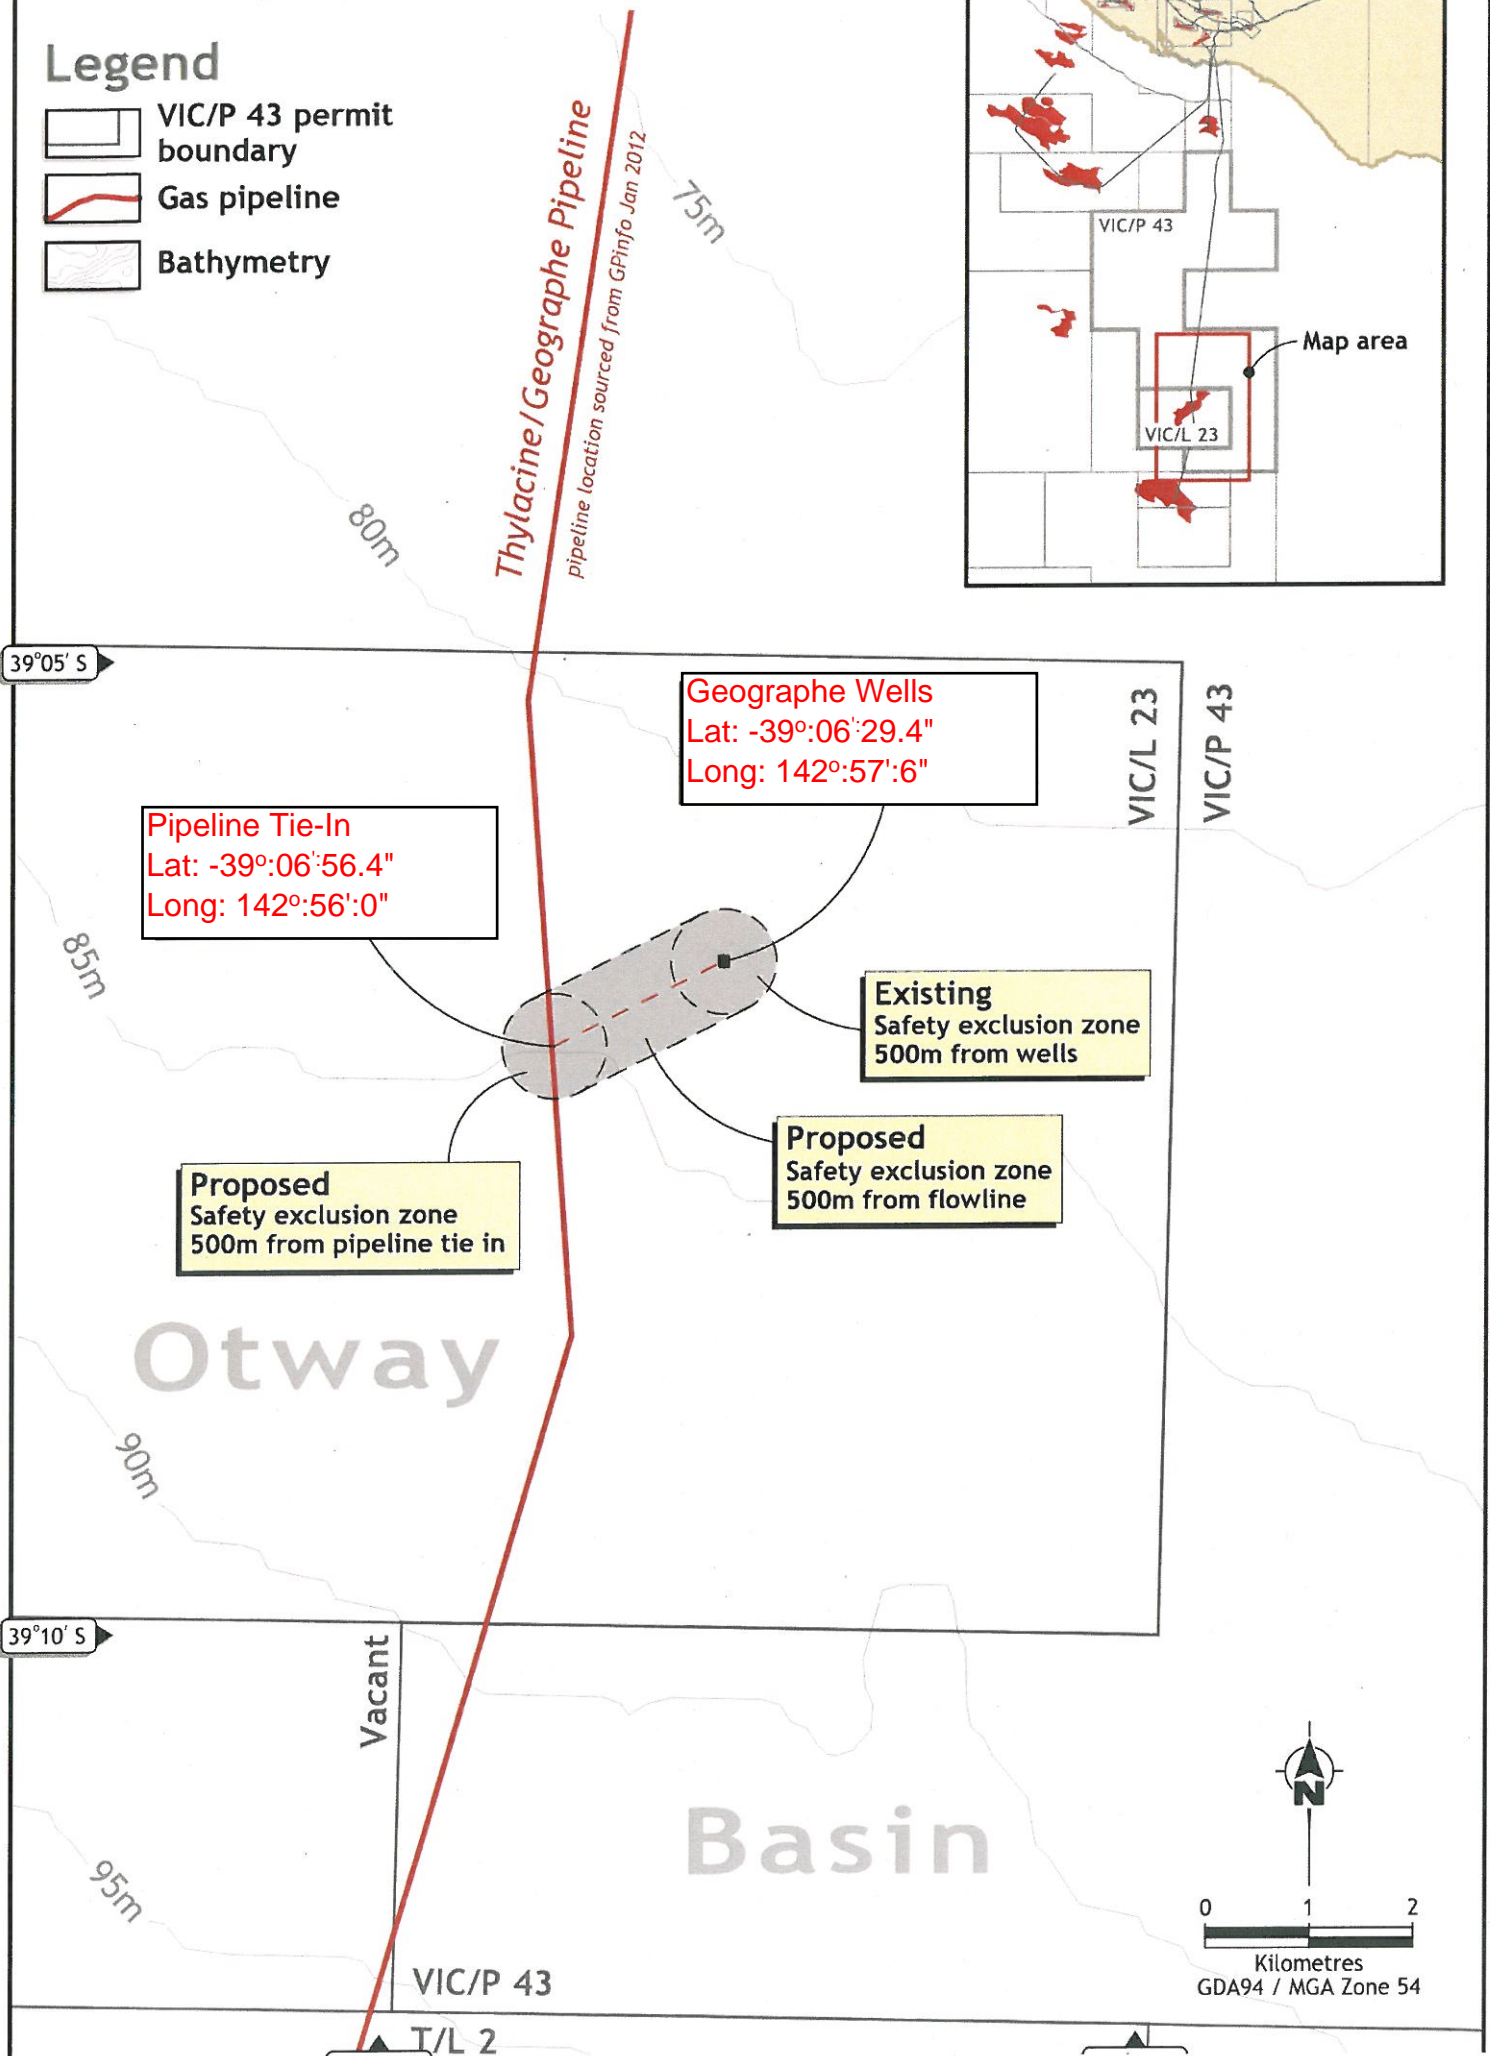 Legend
VIC/P 43 permit
boundary
Gas pipeline
Bathymetry
Thylacine/Geographe Pipeline
pipeline location sourced from GPinfo Jan 2012
75m
80m
VIC/P 43
Map area
VIC/L 23
39°05' S
Geographe Wells
Lat: -39º:06':29.4"
Long: 142º:57':6"
VIC/L 23
VIC/P 43
Pipeline Tie-In
Lat: -39º:06':56.4"
Long: 142º:56':0"
85m
Existing
Safety exclusion zone
500m from wells
Proposed
Safety exclusion zone
500m from flowline
Proposed
Safety exclusion zone
500m from pipeline tie in
Otway
90m
39°10' S
Vacant
N
Basin
95m
0 1 2
Kilometres
GDA94 / MGA Zone 54
VIC/P 43
T/L 2